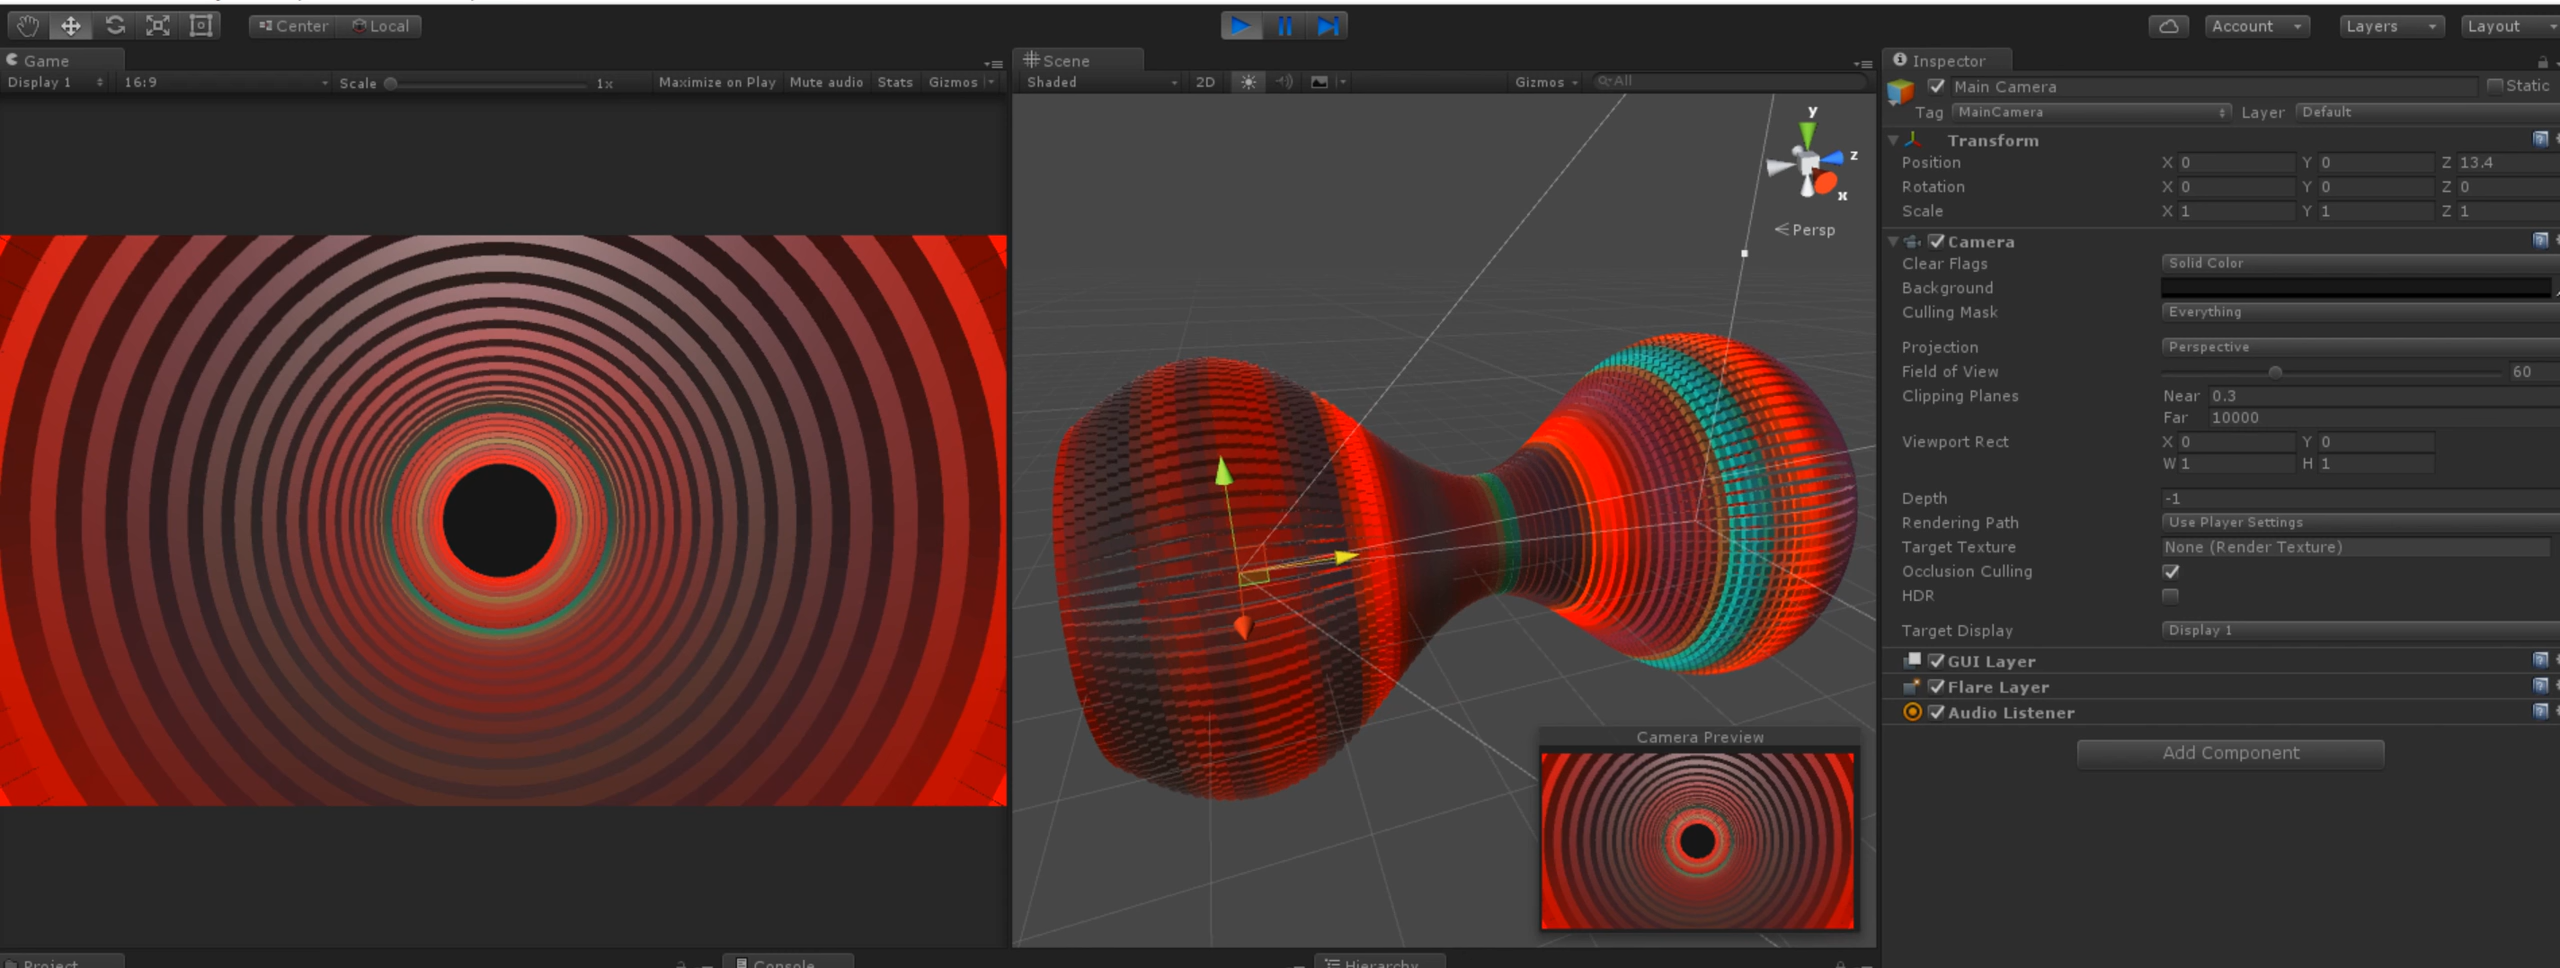 Center Local
Account Layers Layout
Game
Display 1 16:9 Scale 1x Maximize on Play Mute audio Stats Gizmos
Scene
Shaded 2D Gizmos All
y
z
x
Persp
Camera Preview
Inspector
Main Camera Static
Tag MainCamera Layer Default
Transform
Position X 0 Y 0 Z 13.4
Rotation X 0 Y 0 Z 0
Scale X 1 Y 1 Z 1
Camera
Clear Flags Solid Color
Background
Culling Mask Everything
Projection Perspective
Field of View 60
Clipping Planes Near 0.3
Far 10000
Viewport Rect X 0 Y 0
W 1 H 1
Depth -1
Rendering Path Use Player Settings
Target Texture None (Render Texture)
Occlusion Culling
HDR
Target Display Display 1
GUI Layer
Flare Layer
Audio Listener
Add Component
Project Console Hierarchy